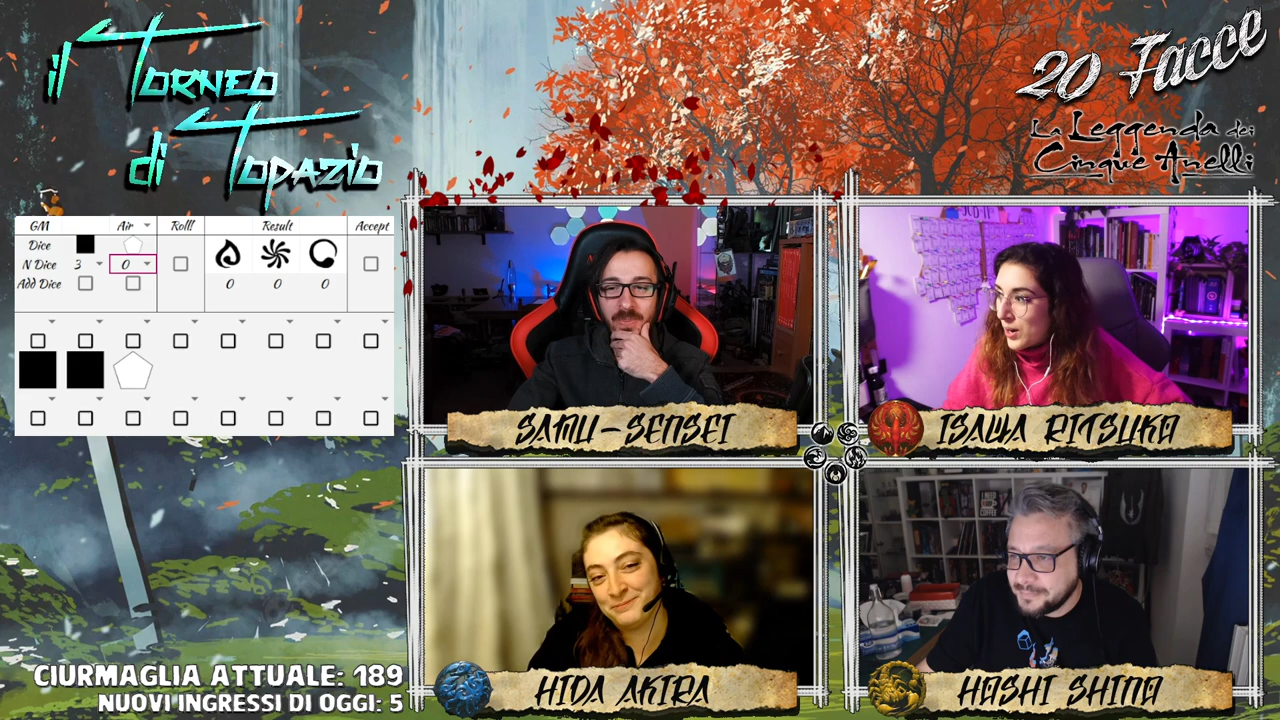 il Torneo
di Topazio
20 Facce
La Leggenda dei
Cinque Anelli
GM Air Roll! Result Accept
Dice
N Dice 3 0
Add Dice 0 0 0
SAMU-SENSEI
ISAWA RITSUKO
HIDA AKIRA
HOSHI SHINO
CIURMAGLIA ATTUALE: 189
NUOVI INGRESSI DI OGGI: 5